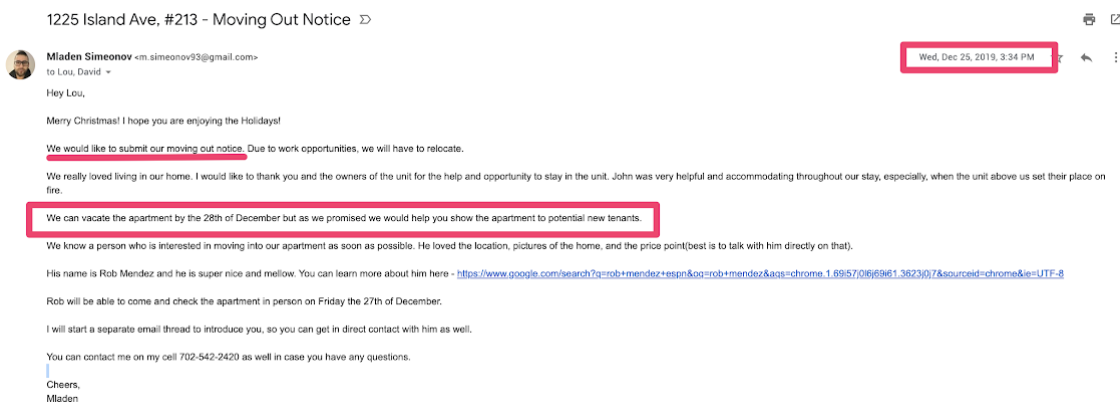 1225 Island Ave, #213 - Moving Out Notice
Mladen Simeonov <m.simeonov93@gmail.com>
Wed, Dec 25, 2019, 3:34 PM
to Lou, David
Hey Lou,
Merry Christmas! I hope you are enjoying the Holidays!
We would like to submit our moving out notice. Due to work opportunities, we will have to relocate.
We really loved living in our home. I would like to thank you and the owners of the unit for the help and opportunity to stay in the unit. John was very helpful and accommodating throughout our stay, especially, when the unit above us set their place on
fire.
We can vacate the apartment by the 28th of December but as we promised we would help you show the apartment to potential new tenants.
We know a person who is interested in moving into our apartment as soon as possible. He loved the location, pictures of the home, and the price point(best is to talk with him directly on that).
His name is Rob Mendez and he is super nice and mellow. You can learn more about him here - https://www.google.com/search?q=rob+mendez+espn&oq=rob+mendez&aqs=chrome.1.69i57j0l6j69i61.3623j0j7&sourceid=chrome&ie=UTF-8
Rob will be able to come and check the apartment in person on Friday the 27th of December.
I will start a separate email thread to introduce you, so you can get in direct contact with him as well.
You can contact me on my cell 702-542-2420 as well in case you have any questions.
Cheers,
Mladen